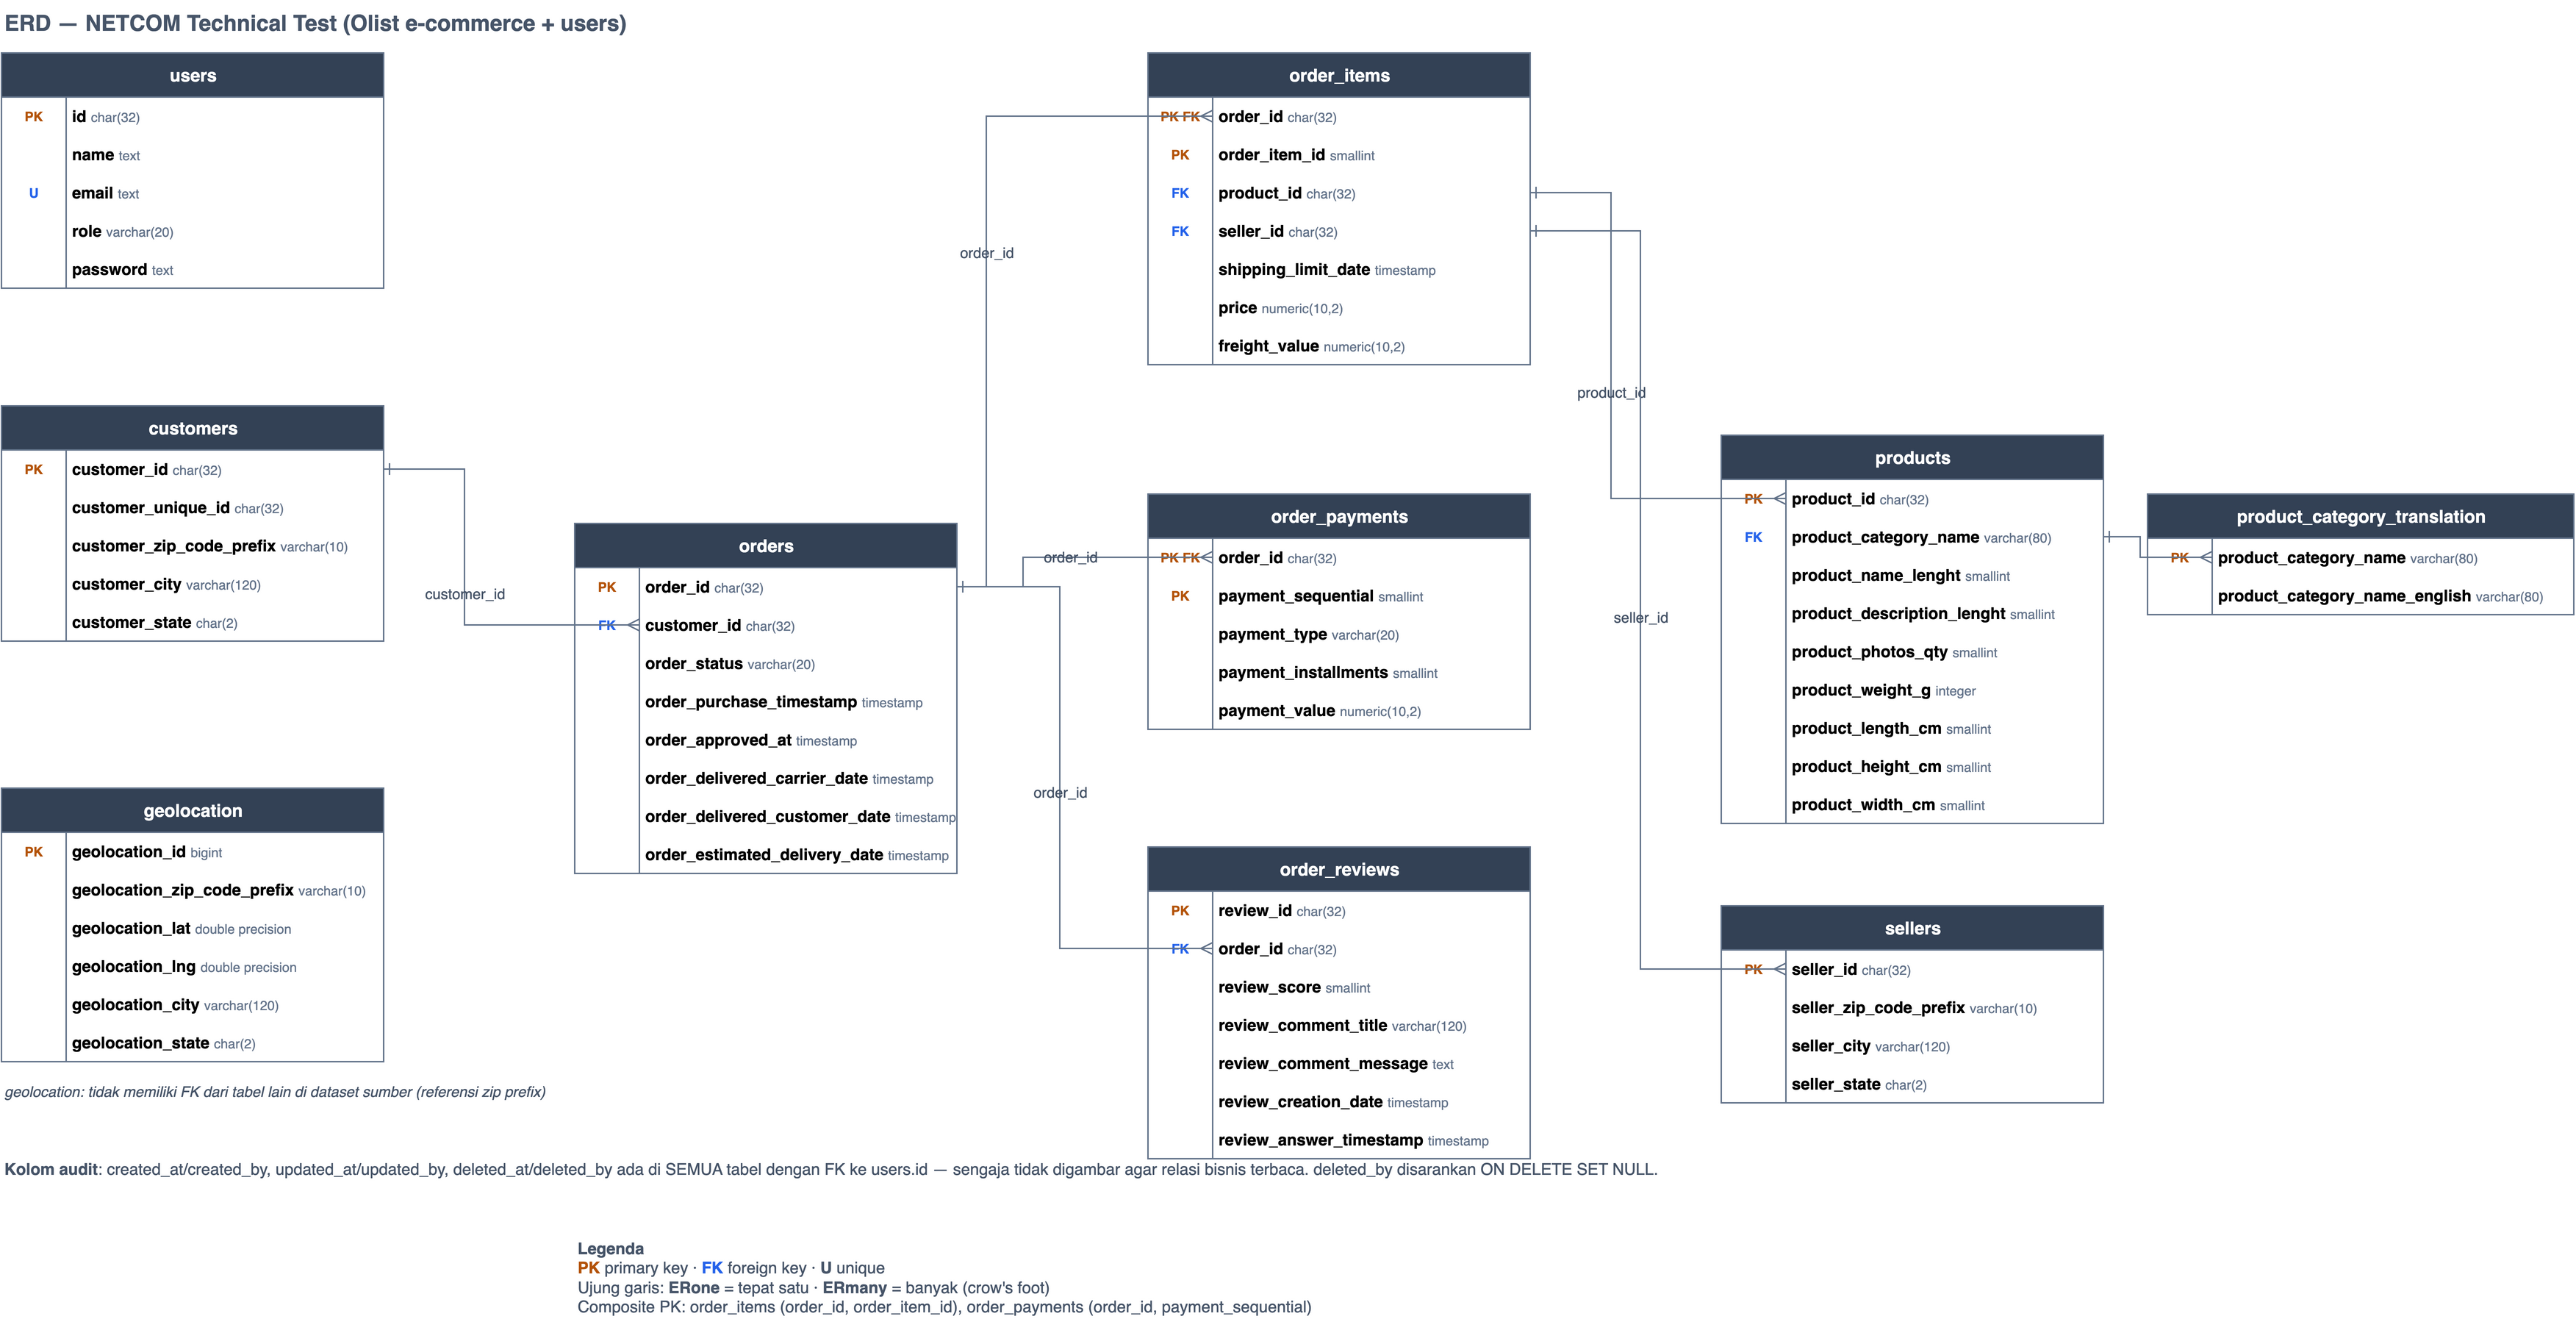 ERD — NETCOM Technical Test (Olist e-commerce + users)
users
PK id char(32)
name text
U email text
role varchar(20)
password text
customers
PK customer_id char(32)
customer_unique_id char(32)
customer_zip_code_prefix varchar(10)
customer_city varchar(120)
customer_state char(2)
geolocation
PK geolocation_id bigint
geolocation_zip_code_prefix varchar(10)
geolocation_lat double precision
geolocation_lng double precision
geolocation_city varchar(120)
geolocation_state char(2)
geolocation: tidak memiliki FK dari tabel lain di dataset sumber (referensi zip prefix)
customer_id
orders
PK order_id char(32)
FK customer_id char(32)
order_status varchar(20)
order_purchase_timestamp timestamp
order_approved_at timestamp
order_delivered_carrier_date timestamp
order_delivered_customer_date timestamp
order_estimated_delivery_date timestamp
order_id
order_id
order_id
order_items
PK FK order_id char(32)
PK order_item_id smallint
FK product_id char(32)
FK seller_id char(32)
shipping_limit_date timestamp
price numeric(10,2)
freight_value numeric(10,2)
order_payments
PK FK order_id char(32)
PK payment_sequential smallint
payment_type varchar(20)
payment_installments smallint
payment_value numeric(10,2)
order_reviews
PK review_id char(32)
FK order_id char(32)
review_score smallint
review_comment_title varchar(120)
review_comment_message text
review_creation_date timestamp
review_answer_timestamp timestamp
product_id
seller_id
products
PK product_id char(32)
FK product_category_name varchar(80)
product_name_lenght smallint
product_description_lenght smallint
product_photos_qty smallint
product_weight_g integer
product_length_cm smallint
product_height_cm smallint
product_width_cm smallint
sellers
PK seller_id char(32)
seller_zip_code_prefix varchar(10)
seller_city varchar(120)
seller_state char(2)
product_category_translation
PK product_category_name varchar(80)
product_category_name_english varchar(80)
Kolom audit: created_at/created_by, updated_at/updated_by, deleted_at/deleted_by ada di SEMUA tabel dengan FK ke users.id — sengaja tidak digambar agar relasi bisnis terbaca. deleted_by disarankan ON DELETE SET NULL.
Legenda
PK primary key · FK foreign key · U unique
Ujung garis: ERone = tepat satu · ERmany = banyak (crow's foot)
Composite PK: order_items (order_id, order_item_id), order_payments (order_id, payment_sequential)